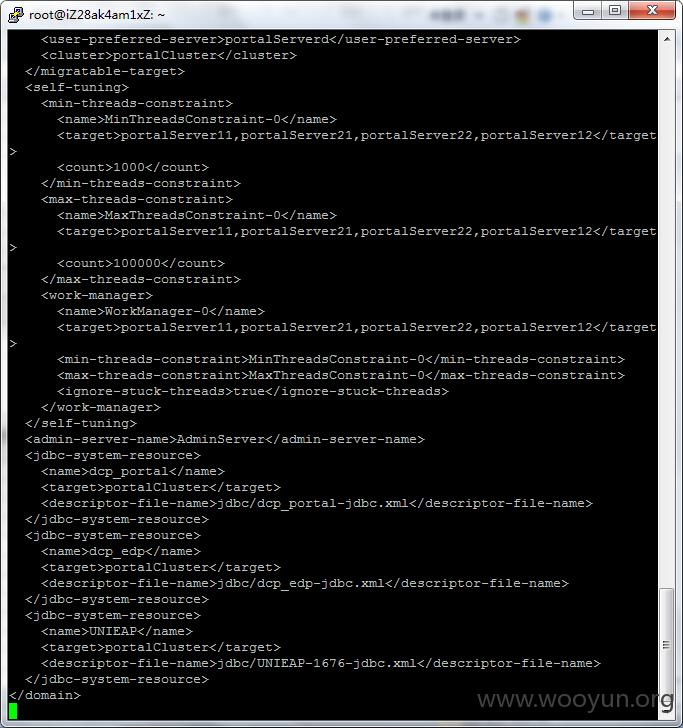 root@iZ28ak4am1xZ: ~
<user-preferred-server>portalServerd</user-preferred-server>
<cluster>portalCluster</cluster>
</migratable-target>
<self-tuning>
<min-threads-constraint>
<name>MinThreadsConstraint-0</name>
<target>portalServer11,portalServer21,portalServer22,portalServer12</target
>
<count>1000</count>
</min-threads-constraint>
<max-threads-constraint>
<name>MaxThreadsConstraint-0</name>
<target>portalServer11,portalServer21,portalServer22,portalServer12</target
>
<count>100000</count>
</max-threads-constraint>
<work-manager>
<name>WorkManager-0</name>
<target>portalServer11,portalServer21,portalServer22,portalServer12</target
>
<min-threads-constraint>MinThreadsConstraint-0</min-threads-constraint>
<max-threads-constraint>MaxThreadsConstraint-0</max-threads-constraint>
<ignore-stuck-threads>true</ignore-stuck-threads>
</work-manager>
</self-tuning>
<admin-server-name>AdminServer</admin-server-name>
<jdbc-system-resource>
<name>dcp_portal</name>
<target>portalCluster</target>
<descriptor-file-name>jdbc/dcp_portal-jdbc.xml</descriptor-file-name>
</jdbc-system-resource>
<jdbc-system-resource>
<name>dcp_edp</name>
<target>portalCluster</target>
<descriptor-file-name>jdbc/dcp_edp-jdbc.xml</descriptor-file-name>
</jdbc-system-resource>
<jdbc-system-resource>
<name>UNIEAP</name>
<target>portalCluster</target>
<descriptor-file-name>jdbc/UNIEAP-1676-jdbc.xml</descriptor-file-name>
</jdbc-system-resource>
</domain>
www.wooyun.org